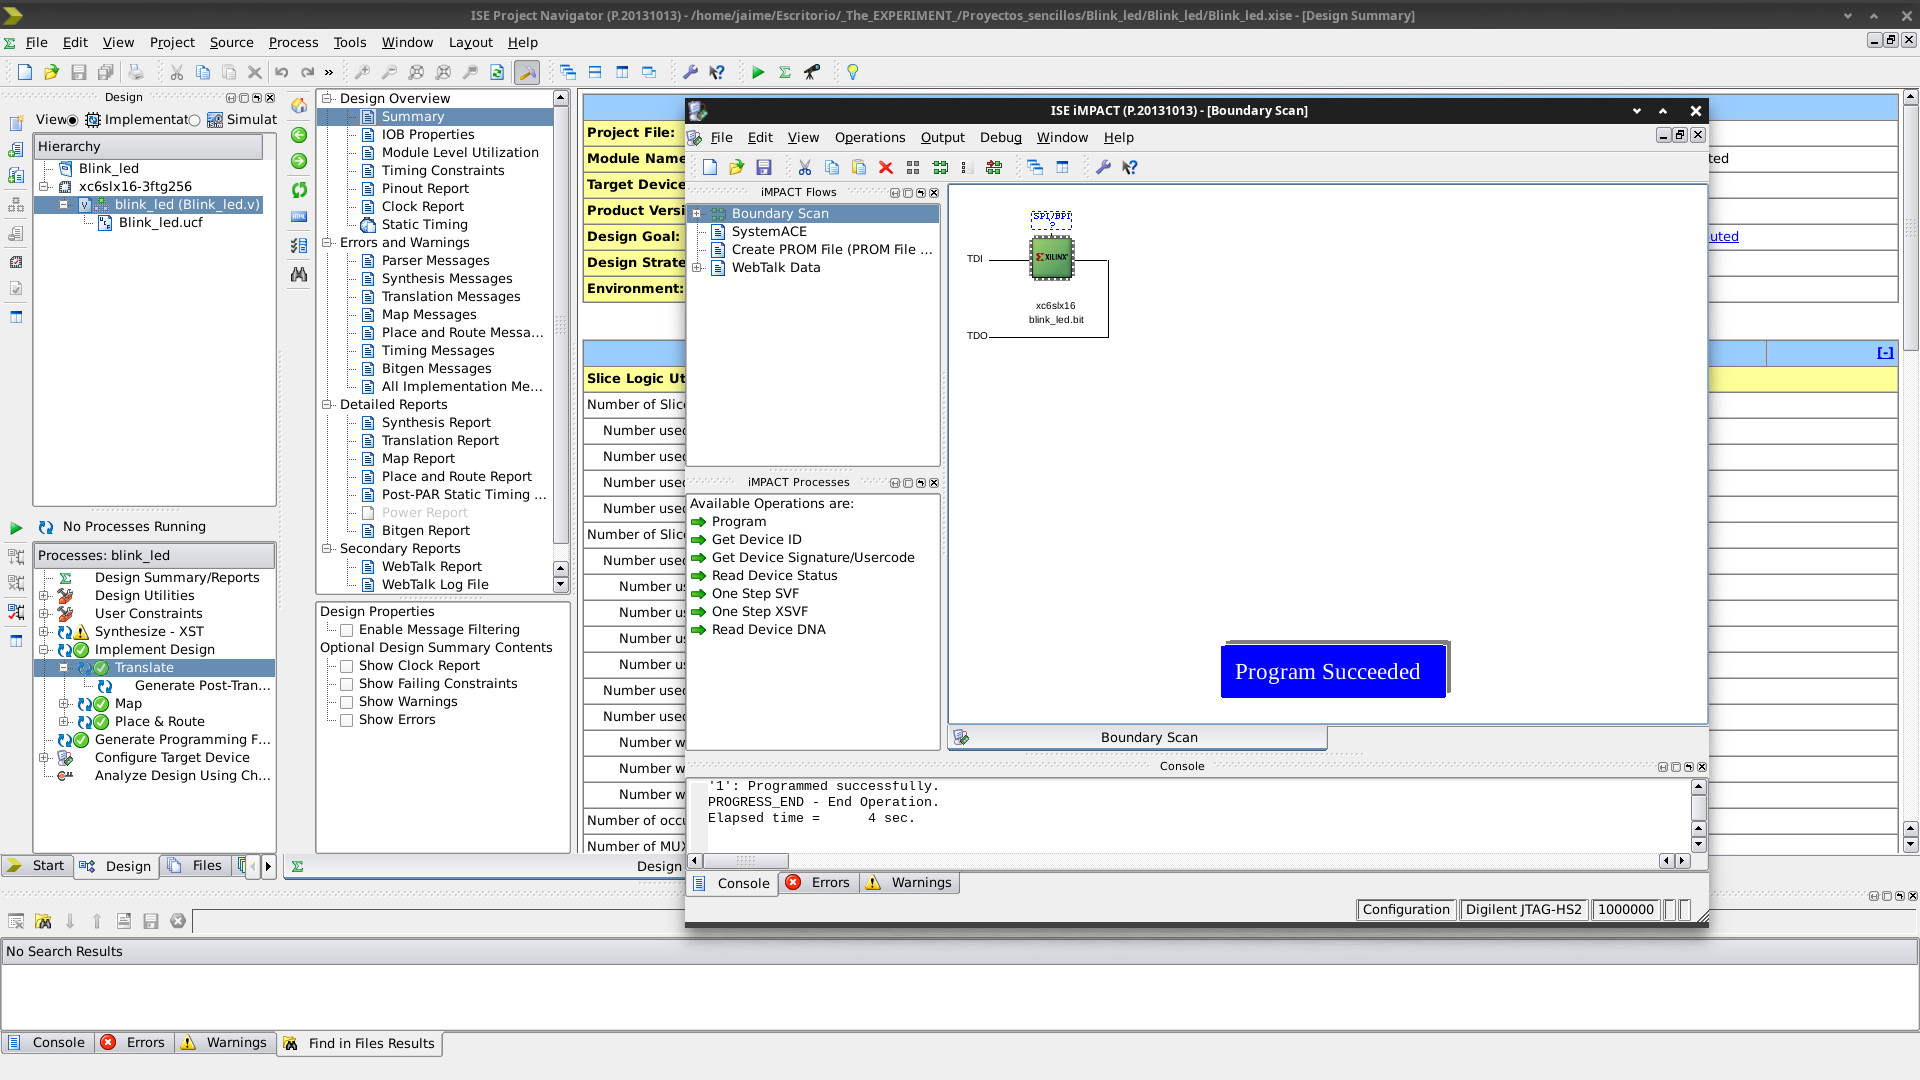 ISE Project Navigator (P.20131013) - /home/jaime/Escritorio/_The_EXPERIMENT_/Proyectos_sencillos/Blink_led/Blink_led/Blink_led.xise - [Design Summary]
File Edit View Project Source Process Tools Window Layout Help
Design
View Implementat Simulat
Hierarchy
Blink_led
xc6slx16-3ftg256
blink_led (Blink_led.v)
Blink_led.ucf
No Processes Running
Processes: blink_led
Design Summary/Reports
Design Utilities
User Constraints
Synthesize - XST
Implement Design
Translate
Generate Post-Tran...
Map
Place & Route
Generate Programming F...
Configure Target Device
Analyze Design Using Ch...
Start Design Files
Design Overview
Summary
IOB Properties
Module Level Utilization
Timing Constraints
Pinout Report
Clock Report
Static Timing
Errors and Warnings
Parser Messages
Synthesis Messages
Translation Messages
Map Messages
Place and Route Messa...
Timing Messages
Bitgen Messages
All Implementation Me...
Detailed Reports
Synthesis Report
Translation Report
Map Report
Place and Route Report
Post-PAR Static Timing ...
Power Report
Bitgen Report
Secondary Reports
WebTalk Report
WebTalk Log File
Design Properties
Enable Message Filtering
Optional Design Summary Contents
Show Clock Report
Show Failing Constraints
Show Warnings
Show Errors
Project File:
Module Name
Target Device
Product Versi
Design Goal:
Design Strate
Environment:
ted
uted
[-]
Slice Logic Ut
Number of Slice
Number used
Number used
Number used
Number used
Number of Slice
Number used
Number us
Number us
Number us
Number us
Number used
Number used
Number w
Number w
Number w
Number of occu
Number of MUX
Design
ISE iMPACT (P.20131013) - [Boundary Scan]
File Edit View Operations Output Debug Window Help
iMPACT Flows
Boundary Scan
SystemACE
Create PROM File (PROM File ...
WebTalk Data
iMPACT Processes
Available Operations are:
Program
Get Device ID
Get Device Signature/Usercode
Read Device Status
One Step SVF
One Step XSVF
Read Device DNA
SPI/BPI
?
TDI
XILINX
xc6slx16
blink_led.bit
TDO
Program Succeeded
Boundary Scan
Console
'1': Programmed successfully.
PROGRESS_END - End Operation.
Elapsed time = 4 sec.
Console Errors Warnings
Configuration Digilent JTAG-HS2 1000000
No Search Results
Console Errors Warnings Find in Files Results